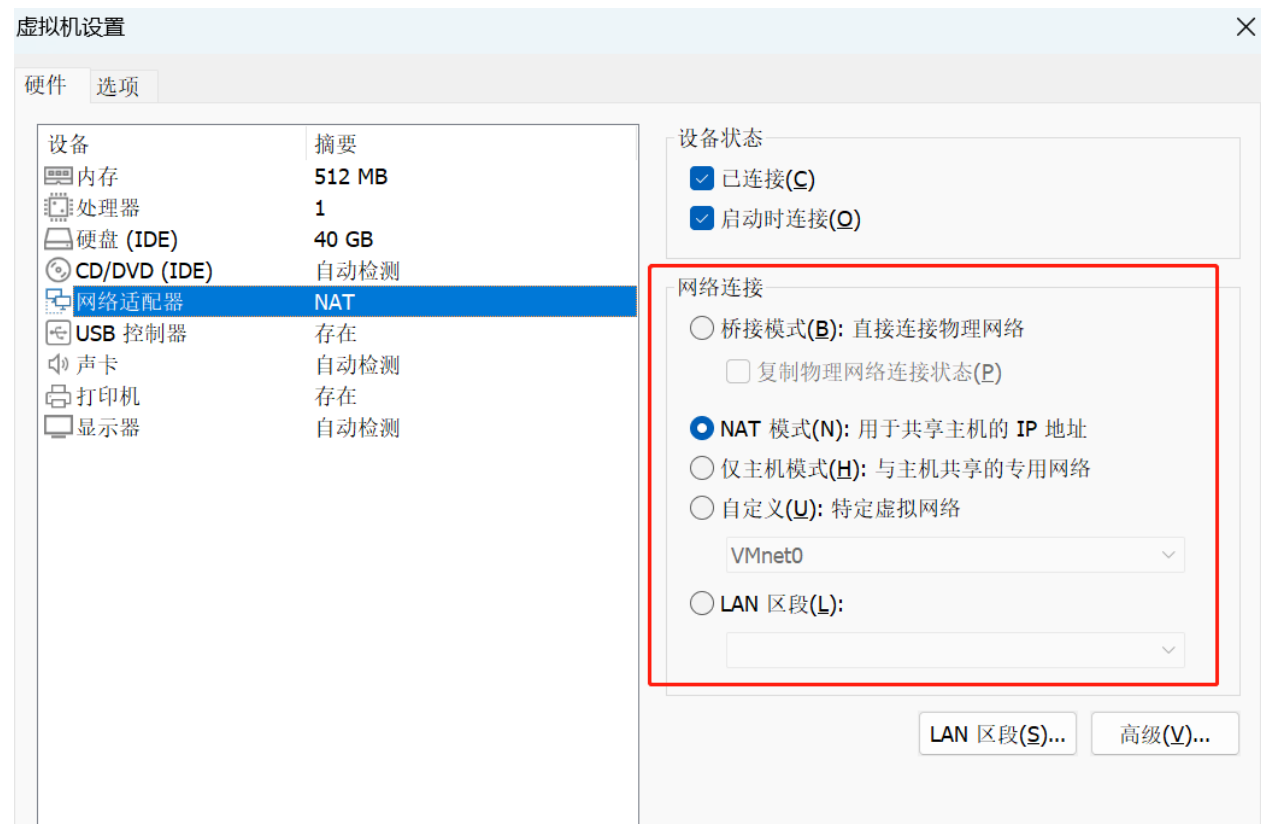 虚拟机设置
硬件 选项
设备 摘要
内存 512 MB
处理器 1
硬盘 (IDE) 40 GB
CD/DVD (IDE) 自动检测
网络适配器 NAT
USB 控制器 存在
声卡 自动检测
打印机 存在
显示器 自动检测
设备状态
已连接(C)
启动时连接(O)
网络连接
桥接模式(B): 直接连接物理网络
复制物理网络连接状态(P)
NAT 模式(N): 用于共享主机的 IP 地址
仅主机模式(H): 与主机共享的专用网络
自定义(U): 特定虚拟网络
VMnet0
LAN 区段(L):
LAN 区段(S)... 高级(V)...